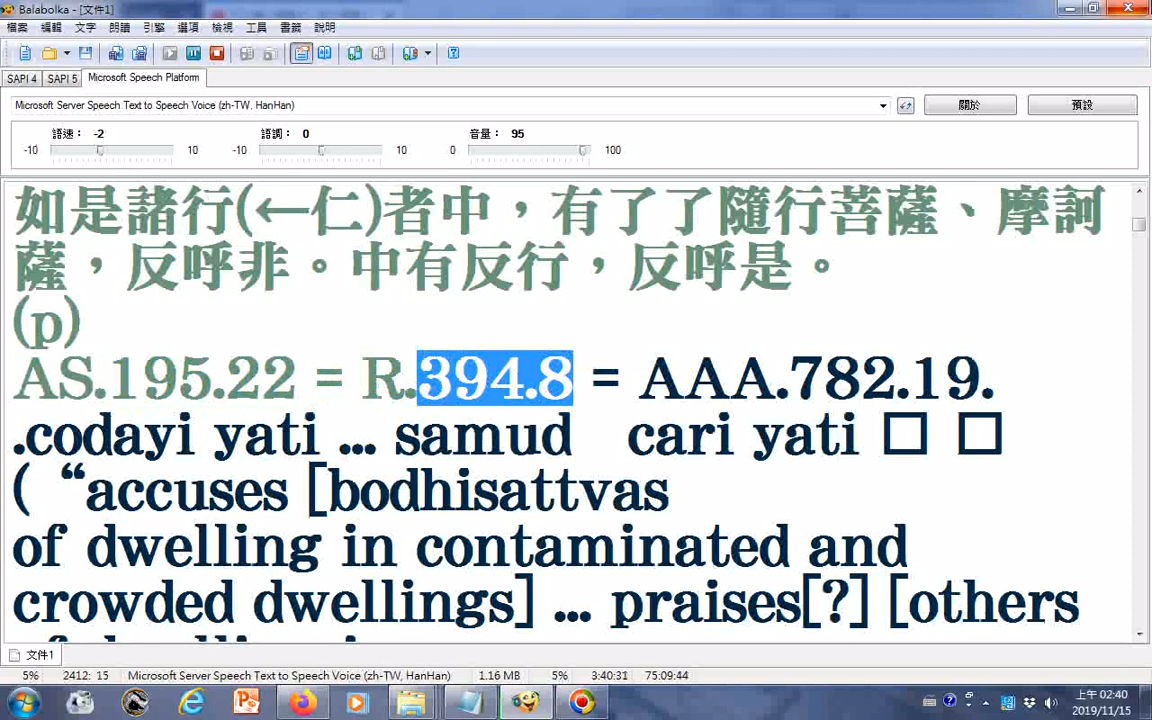 Balabolka - [文件1]
檔案 編輯 文字 朗讀 引擎 選項 檢視 工具 書籤 說明
SAPI 4 SAPI 5 Microsoft Speech Platform
Microsoft Server Speech Text to Speech Voice (zh-TW, HanHan) 關於 預設
語速： -2 語調： 0 音量： 95
-10 10 -10 10 0 100
如是諸行(←仁)者中，有了了隨行菩薩、摩訶
薩，反呼非。中有反行，反呼是。
(p)
AS.195.22 = R.394.8 = AAA.782.19.
.codayi yati ... samud cari yati □ □
( “accuses [bodhisattvas
of dwelling in contaminated and
crowded dwellings] ... praises[?] [others
文件1
5% 2412: 15 Microsoft Server Speech Text to Speech Voice (zh-TW, HanHan) 1.16 MB 5% 3:40:31 75:09:44
上午 02:40
2019/11/15